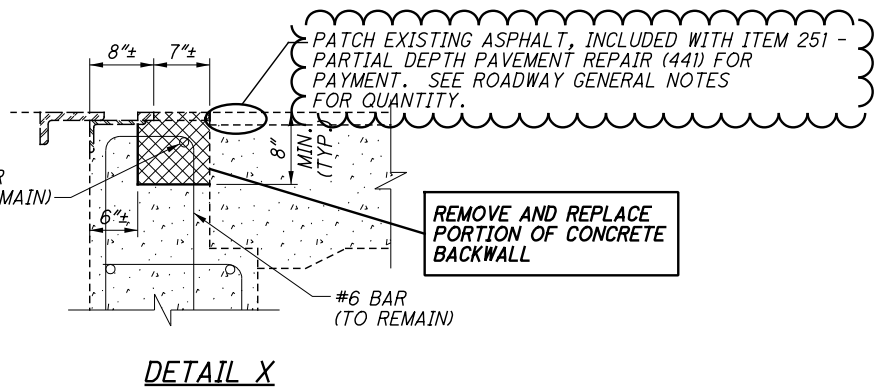 8"± 7"±
PATCH EXISTING ASPHALT, INCLUDED WITH ITEM 251 -
PARTIAL DEPTH PAVEMENT REPAIR (441) FOR
PAYMENT. SEE ROADWAY GENERAL NOTES
FOR QUANTITY.
8"
MIN.
(TYP.)
R
MAIN)
6"±
REMOVE AND REPLACE
PORTION OF CONCRETE
BACKWALL
#6 BAR
(TO REMAIN)
DETAIL X